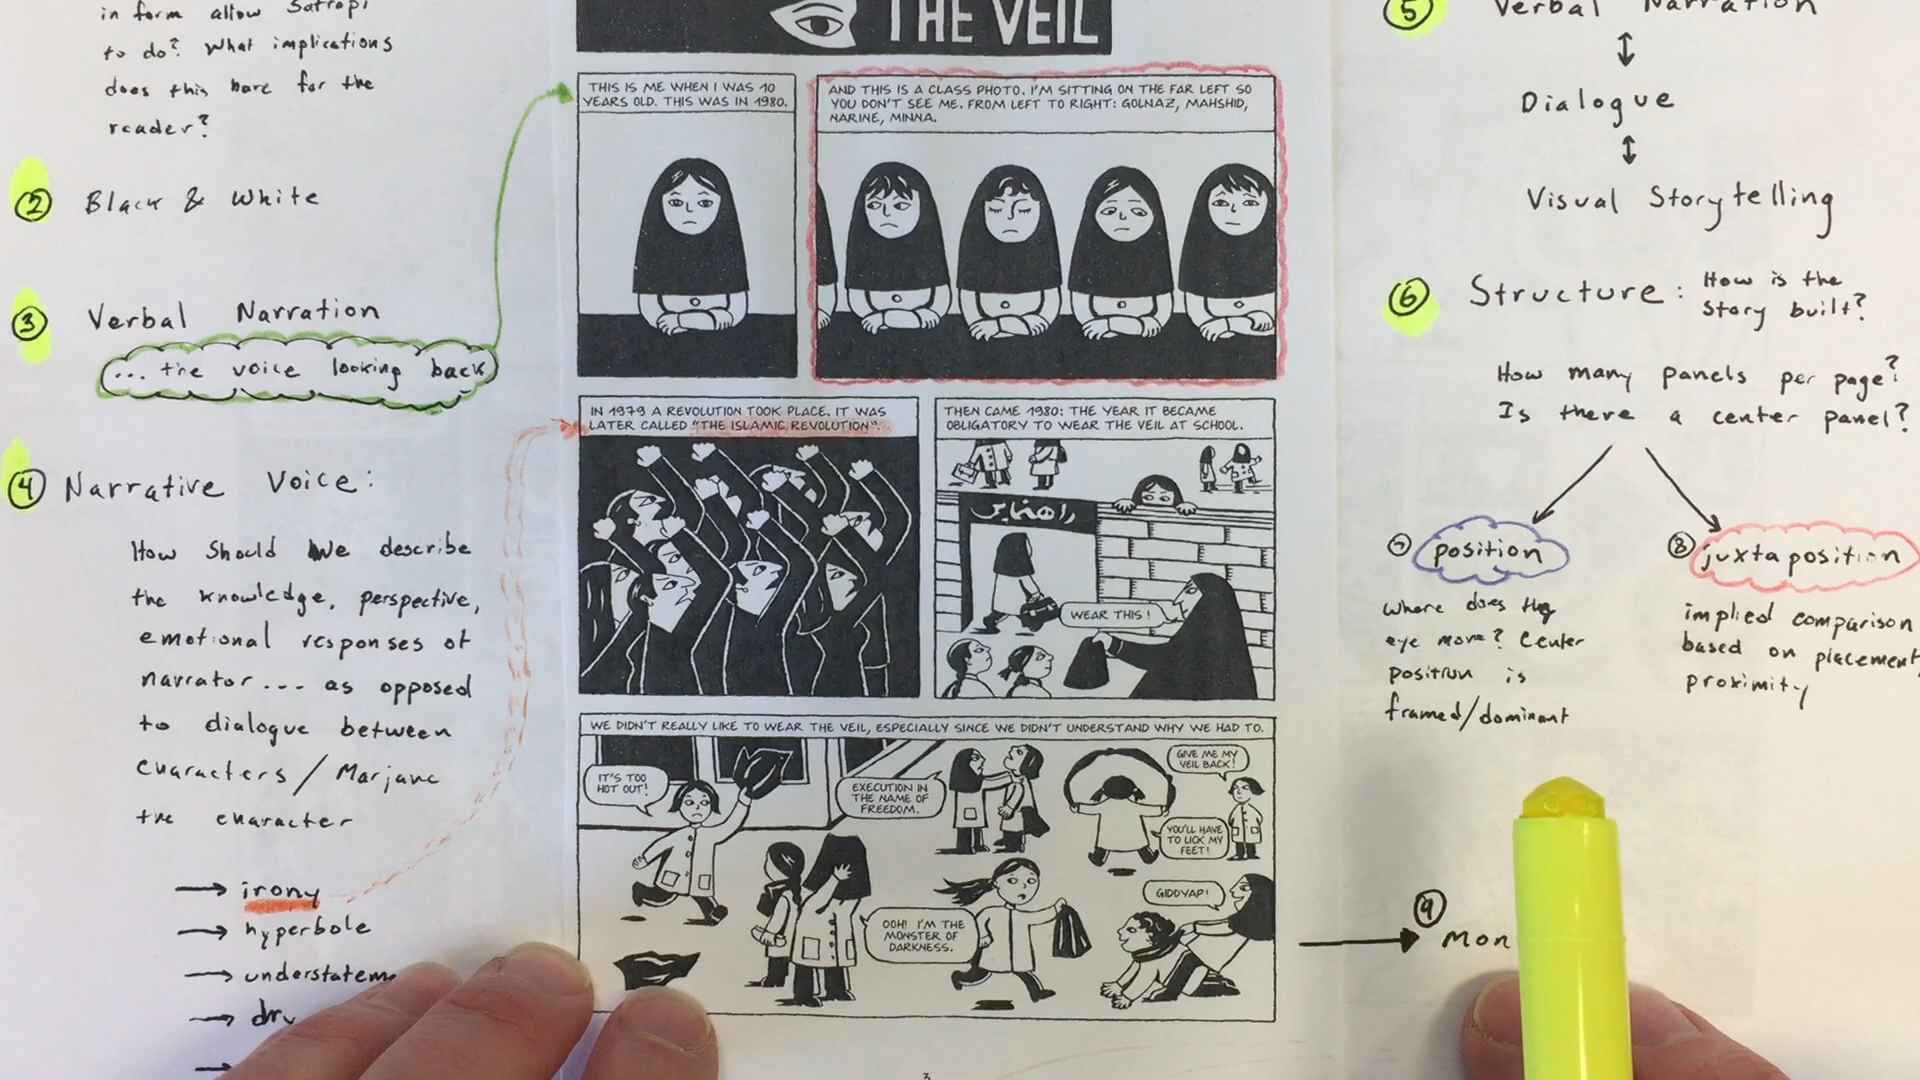 in form allow Satrapi
to do? What implications
does this have for the
reader?
② Black & White
③ Verbal Narration
... the voice looking back
④ Narrative Voice:
How should we describe
the knowledge, perspective,
emotional responses of
narrator... as opposed
to dialogue between
characters / Marjane
the character
→ irony
→ hyperbole
→ understatem
→ dry
THE VEIL
THIS IS ME WHEN I WAS 10
YEARS OLD. THIS WAS IN 1980.
AND THIS IS A CLASS PHOTO. I'M SITTING ON THE FAR LEFT SO
YOU DON'T SEE ME. FROM LEFT TO RIGHT: GOLNAZ, MAHSHID,
NARINE, MINNA.
IN 1979 A REVOLUTION TOOK PLACE. IT WAS
LATER CALLED "THE ISLAMIC REVOLUTION".
THEN CAME 1980: THE YEAR IT BECAME
OBLIGATORY TO WEAR THE VEIL AT SCHOOL.
راهنمایی
WEAR THIS!
WE DIDN'T REALLY LIKE TO WEAR THE VEIL, ESPECIALLY SINCE WE DIDN'T UNDERSTAND WHY WE HAD TO.
IT'S TOO
HOT OUT!
EXECUTION IN
THE NAME OF
FREEDOM.
GIVE ME MY
VEIL BACK!
YOU'LL HAVE
TO LICK MY
FEET!
OOH! I'M THE
MONSTER OF
DARKNESS.
GIDDYAP!
3
⑤ Verbal Narration
↕
Dialogue
↕
Visual Storytelling
⑥ Structure: How is the
story built?
How many panels per page?
Is there a center panel?
⑦ position
where does the
eye move? Center
position is
framed/dominant
⑧ juxtaposition
implied comparison
based on placement,
proximity
⑨ Mon